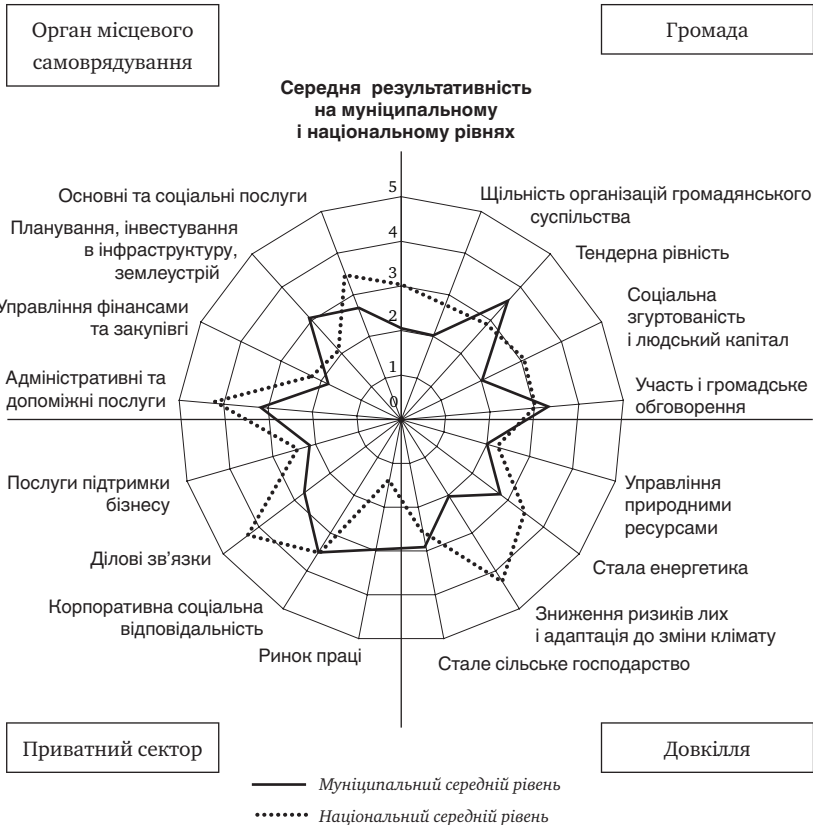 Орган місцевого
самоврядування
Громада
Середня результативність
на муніципальному
і національному рівнях
5
4
3
2
1
0
Основні та соціальні послуги
Планування, інвестування
в інфраструктуру,
землеустрій
Управління фінансами
та закупівгі
Адміністративні та
допоміжні послуги
Послуги підтримки
бізнесу
Ділові зв'язки
Корпоративна соціальна
відповідальність
Ринок праці
Щільність організацій громадянського
суспільства
Тендерна рівність
Соціальна
згуртованість
і людський капітал
Участь і громадське
обговорення
Управління
природними
ресурсами
Стала енергетика
Зниження ризиків лих
і адаптація до зміни клімату
Стале сільське господарство
Приватний сектор
Довкілля
Муніципальний середній рівень
Національний середній рівень